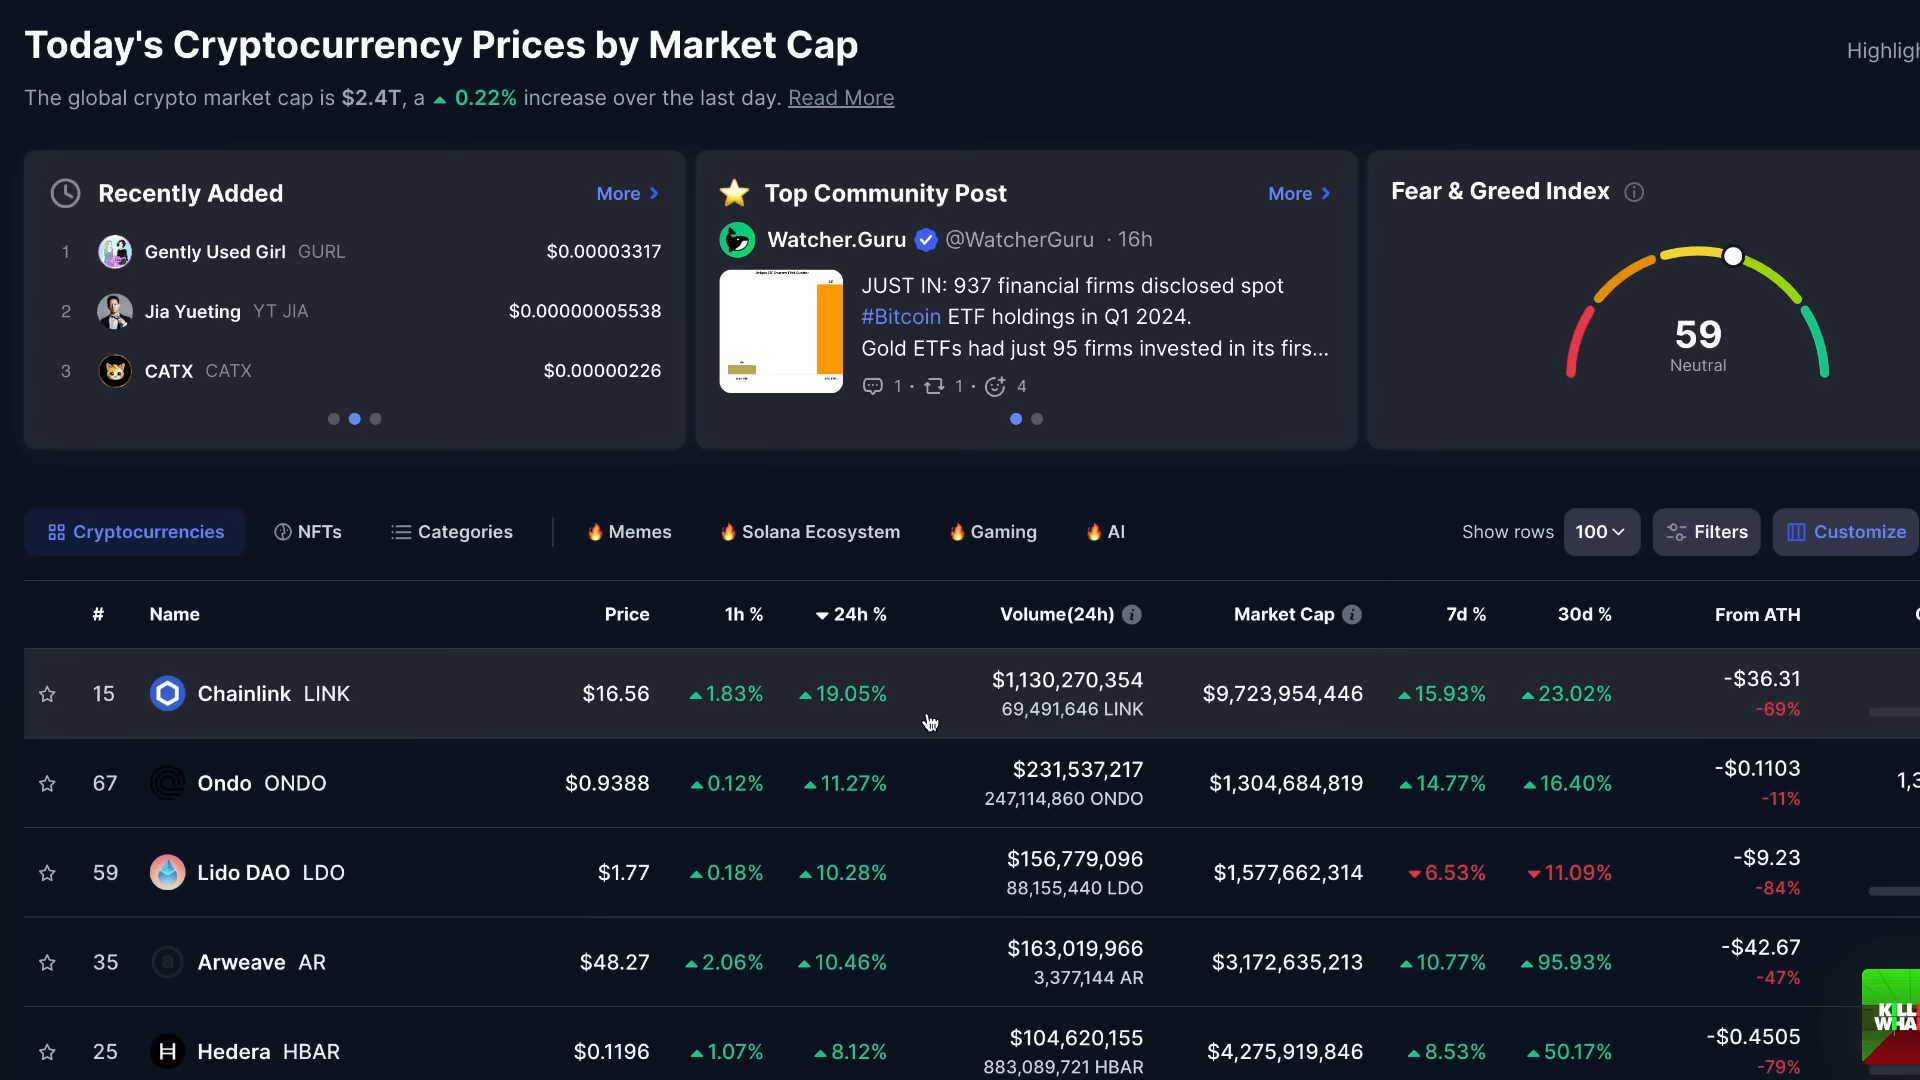 Today's Cryptocurrency Prices by Market Cap
Highligh
The global crypto market cap is $2.4T, a 0.22% increase over the last day. Read More
Recently Added
More
1 Gently Used Girl GURL $0.00003317
2 Jia Yueting YT JIA $0.00000005538
3 CATX CATX $0.00000226
Top Community Post
More
Watcher.Guru @WatcherGuru · 16h
JUST IN: 937 financial firms disclosed spot
#Bitcoin ETF holdings in Q1 2024.
Gold ETFs had just 95 firms invested in its firs...
1 · 1 · 4
Fear & Greed Index
59
Neutral
Cryptocurrencies NFTs Categories Memes Solana Ecosystem Gaming AI Show rows 100 Filters Customize
# Name Price 1h % 24h % Volume(24h) Market Cap 7d % 30d % From ATH
15 Chainlink LINK $16.56 1.83% 19.05% $1,130,270,354 $9,723,954,446 15.93% 23.02% -$36.31
69,491,646 LINK -69%
67 Ondo ONDO $0.9388 0.12% 11.27% $231,537,217 $1,304,684,819 14.77% 16.40% -$0.1103 1,3
247,114,860 ONDO -11%
59 Lido DAO LDO $1.77 0.18% 10.28% $156,779,096 $1,577,662,314 6.53% 11.09% -$9.23
88,155,440 LDO -84%
35 Arweave AR $48.27 2.06% 10.46% $163,019,966 $3,172,635,213 10.77% 95.93% -$42.67
3,377,144 AR -47%
25 Hedera HBAR $0.1196 1.07% 8.12% $104,620,155 $4,275,919,846 8.53% 50.17% -$0.4505
883,089,721 HBAR -79%
KILL
WHA